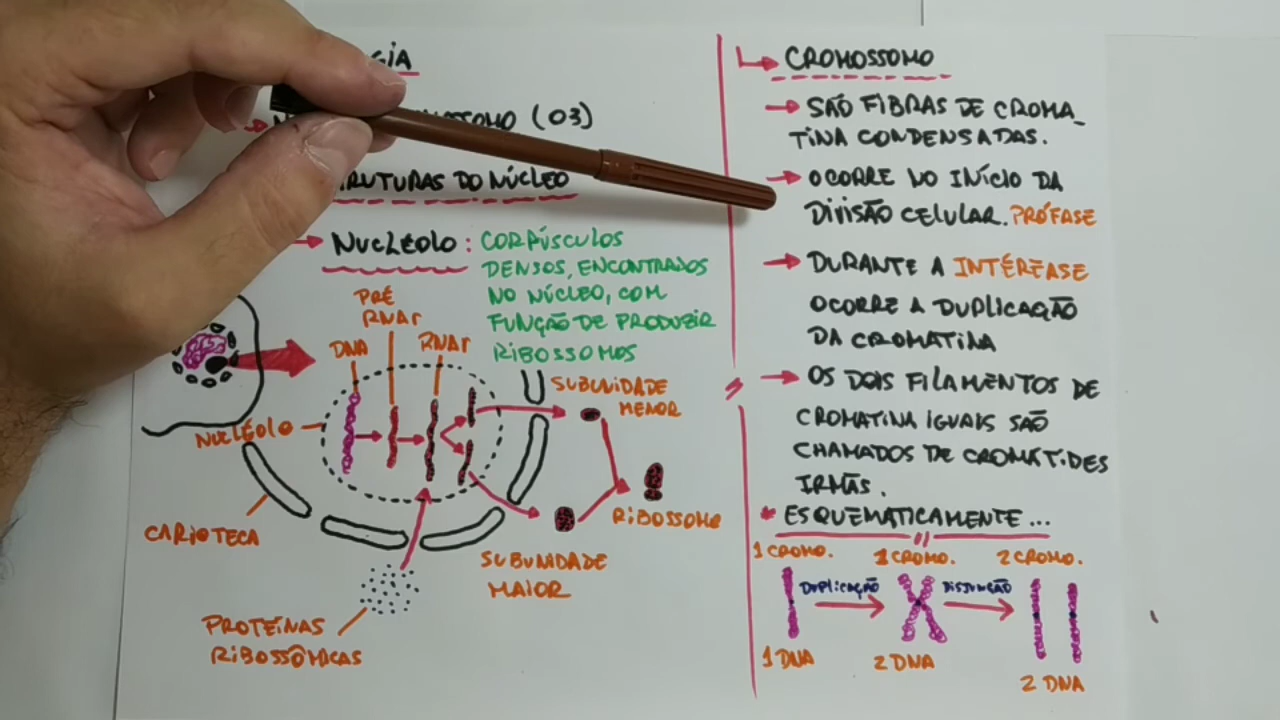 (03)
DO NÚCLEO
NUCLÉOLO: CORPÚSCULOS
DENSOS, ENCONTRADOS
NO NÚCLEO, COM
FUNÇÃO DE PRODUZIR
RIBOSSOMOS
PRÉ
RNAr
DNA
RNAr
SUBUNIDADE
MENOR
NUCLÉOLO
RIBOSSOMO
CARIOTECA
SUBUNIDADE
MAIOR
PROTEÍNAS
RIBOSSÔMICAS
CROMOSSOMO
SÃO FIBRAS DE CROMA_
TINA CONDENSADAS.
OCORRE NO INÍCIO DA
DIVISÃO CELULAR. PRÓFASE
DURANTE A INTÉRFASE
OCORRE A DUPLICAÇÃO
DA CROMATINA
OS DOIS FILAMENTOS DE
CROMATINA IGUAIS SÃO
CHAMADOS DE CROMÁTIDES
IRMÃS.
* ESQUEMATICAMENTE...
1 CROMO. 1 CROMO. 2 CROMO.
DUPLICAÇÃO DISJUNÇÃO
1 DNA 2 DNA
2 DNA